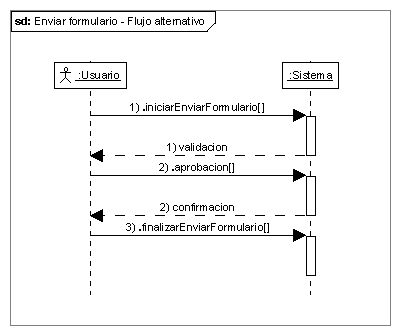 sd: Enviar formulario - Flujo alternativo
:Usuario
:Sistema
1) .iniciarEnviarFormulario[]
1) validacion
2) .aprobacion[]
2) confirmacion
3) .finalizarEnviarFormulario[]